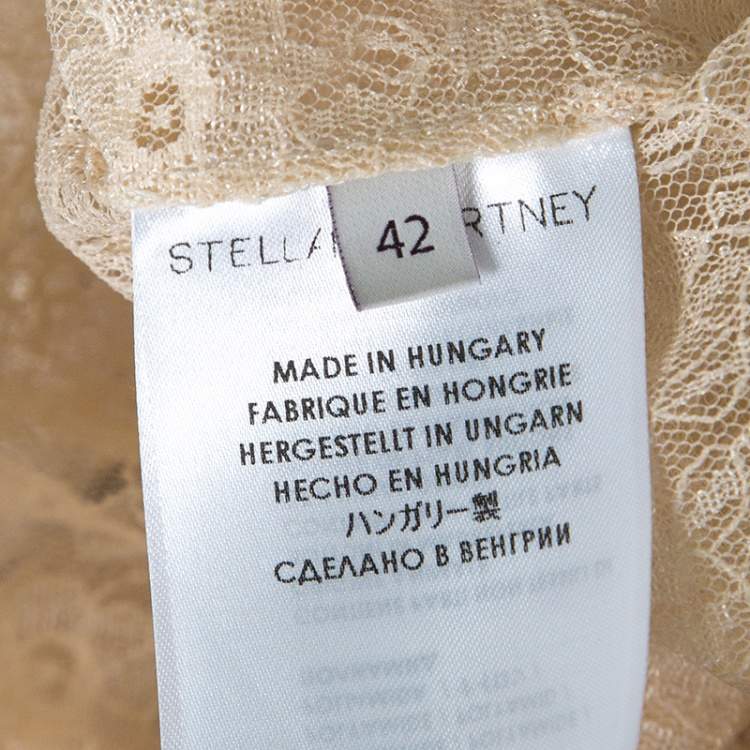 STELLA RTNEY
42
MADE IN HUNGARY
FABRIQUE EN HONGRIE
HERGESTELLT IN UNGARN
HECHO EN HUNGRIA
ハンガリー製
СДЕЛАНО В ВЕНГРИИ